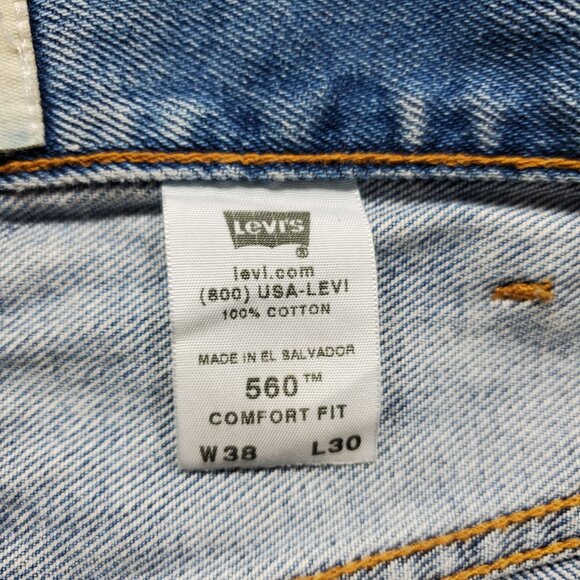 Levi's
®
levi.com
(800) USA-LEVI
100% COTTON
MADE IN EL SALVADOR
560™
COMFORT FIT
W38 L30